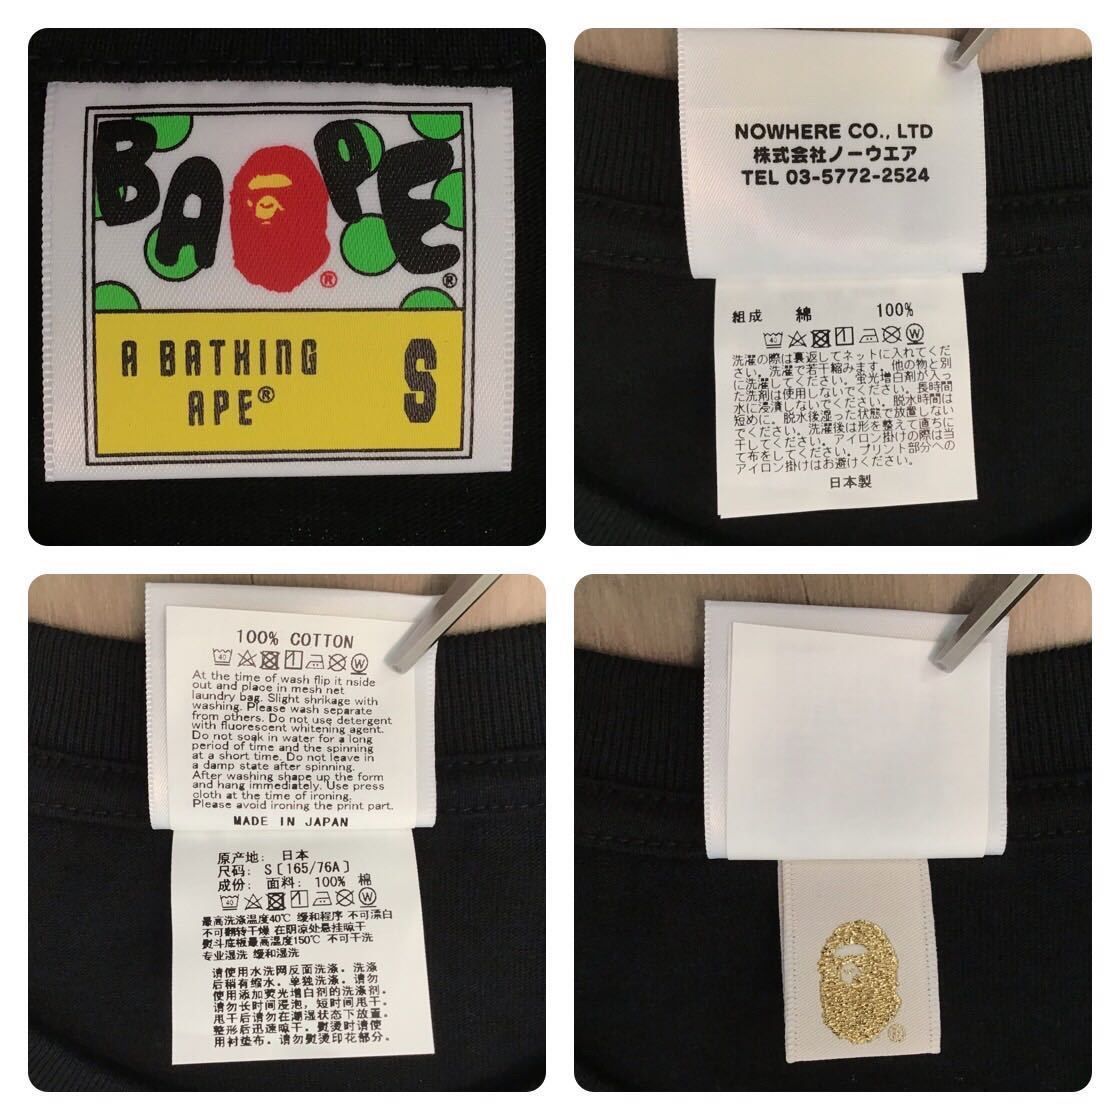 BAPE
®
®
A BATHING
APE®
S
NOWHERE CO., LTD
株式会社ノーウエア
TEL 03-5772-2524
組成 綿 100%
40 W
洗濯の際は裏返してネットに入れてくだ
さい。洗濯で若干縮みます。他の物と別
に洗濯してください。蛍光増白剤が入っ
た洗剤は使用しないでください。長時間
水に浸漬しないでください。脱水時間は
短めに。脱水後湿った状態で放置しない
でください。洗濯後は形を整えて直ちに
干してください。アイロン掛けの際は当
て布をしてください。プリント部分への
アイロン掛けはお避けください。
日本製
100% COTTON
40 W
At the time of wash flip it nside
out and place in mesh net
laundry bag. Slight shrikage with
washing. Please wash separate
from others. Do not use detergent
with fluorescent whitening agent.
Do not soak in water for a long
period of time and the spinning
at a short time. Do not leave in
a damp state after spinning.
After washing shape up the form
and hang immediately. Use press
cloth at the time of ironing.
Please avoid ironing the print part.
MADE IN JAPAN
原产地: 日本
尺码: S[165/76A]
成份: 面料: 100% 棉
40 W
最高洗涤温度40℃ 缓和程序 不可漂白
不可翻转干燥 在阴凉处悬挂晾干
熨斗底板最高温度150℃ 不可干洗
专业湿洗 缓和湿洗
请使用水洗网反面洗涤。洗涤
后稍有缩水。单独洗涤。请勿
使用添加荧光增白剂的洗涤剂。
请勿长时间浸泡，短时间甩干。
甩干后请勿在潮湿状态下放置。
整形后迅速晾干。熨烫时请使
用衬垫布。请勿熨烫印花部分。
®